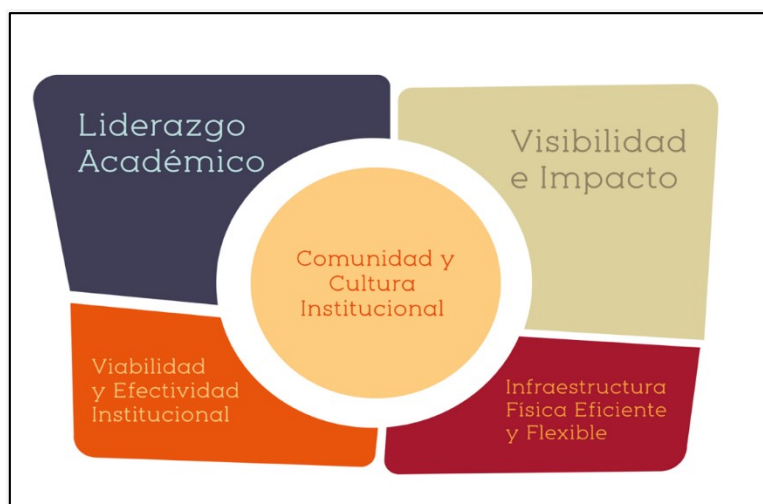 Liderazgo
Académico
Visibilidad
e Impacto
Comunidad y
Cultura
Institucional
Viabilidad
y Efectividad
Institucional
Infraestructura
Física Eficiente
y Flexible